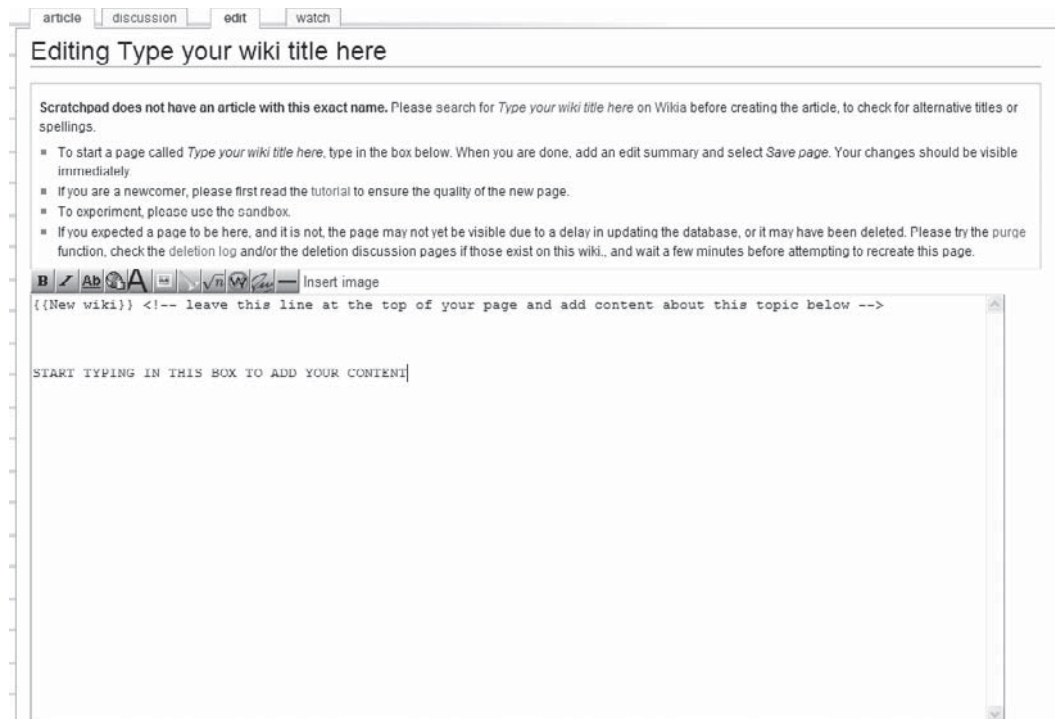 article discussion edit watch
Editing Type your wiki title here
Scratchpad does not have an article with this exact name. Please search for Type your wiki title here on Wikia before creating the article, to check for alternative titles or
spellings.
To start a page called Type your wiki title here, type in the box below. When you are done, add an edit summary and select Save page. Your changes should be visible
immediately.
If you are a newcomer, please first read the tutorial to ensure the quality of the new page.
To experiment, please use the sandbox.
If you expected a page to be here, and it is not, the page may not yet be visible due to a delay in updating the database, or it may have been deleted. Please try the purge
function, check the deletion log and/or the deletion discussion pages if those exist on this wiki., and wait a few minutes before attempting to recreate this page.
B I Ab A √n W Insert image
{{New wiki}} <!-- leave this line at the top of your page and add content about this topic below -->
START TYPING IN THIS BOX TO ADD YOUR CONTENT